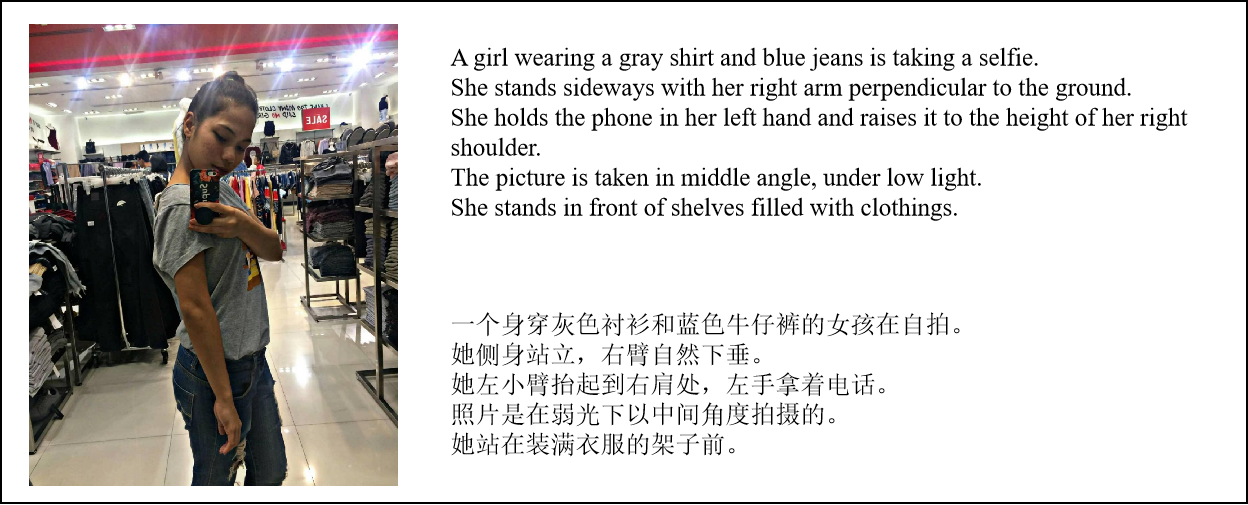 SALE
A girl wearing a gray shirt and blue jeans is taking a selfie.
She stands sideways with her right arm perpendicular to the ground.
She holds the phone in her left hand and raises it to the height of her right
shoulder.
The picture is taken in middle angle, under low light.
She stands in front of shelves filled with clothings.
一个身穿灰色衬衫和蓝色牛仔裤的女孩在自拍。
她侧身站立，右臂自然下垂。
她左小臂抬起到右肩处，左手拿着电话。
照片是在弱光下以中间角度拍摄的。
她站在装满衣服的架子前。